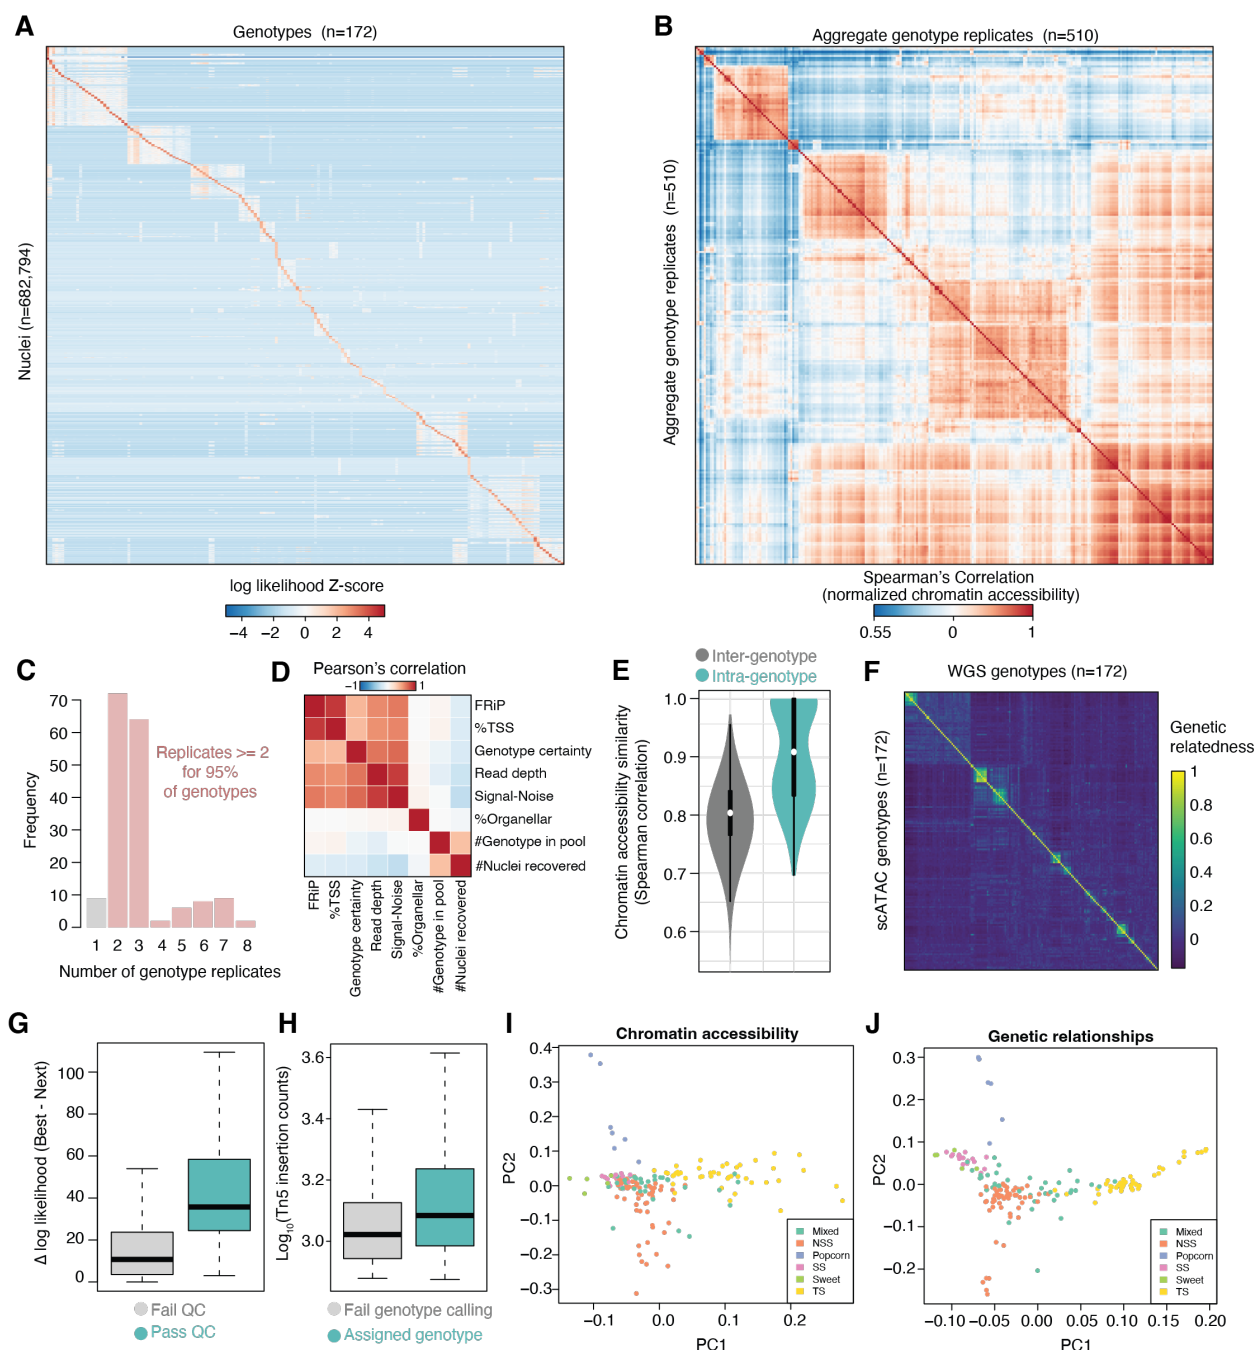 A
Genotypes (n=172)
Nuclei (n=682,794)
log likelihood Z-score
−4 −2 0 2 4
B
Aggregate genotype replicates (n=510)
Aggregate genotype replicates (n=510)
Spearman's Correlation
(normalized chromatin accessibility)
0.55 0 1
C
Frequency
70
60
50
40
30
20
10
0
Replicates >= 2
for 95%
of genotypes
1 2 3 4 5 6 7 8
Number of genotype replicates
D
Pearson's correlation
−1 1
FRiP
%TSS
Genotype certainty
Read depth
Signal-Noise
%Organellar
#Genotype in pool
#Nuclei recovered
FRiP
%TSS
Genotype certainty
Read depth
Signal-Noise
%Organellar
#Genotype in pool
#Nuclei recovered
E
Inter-genotype
Intra-genotype
Chromatin accessibility similarity
(Spearman correlation)
1.0
0.9
0.8
0.7
0.6
F
WGS genotypes (n=172)
scATAC genotypes (n=172)
Genetic
relatedness
1
0.8
0.6
0.4
0.2
0
G
Δ log likelihood (Best - Next)
100
80
60
40
20
0
Fail QC
Pass QC
H
Log10(Tn5 insertion counts)
3.6
3.4
3.2
3.0
Fail genotype calling
Assigned genotype
I
Chromatin accessibility
PC2
0.4
0.3
0.2
0.1
0.0
−0.1
−0.2
−0.3
Mixed
NSS
Popcorn
SS
Sweet
TS
−0.1 0.0 0.1 0.2
PC1
J
Genetic relationships
PC2
0.3
0.2
0.1
0.0
−0.1
−0.2
Mixed
NSS
Popcorn
SS
Sweet
TS
−0.10 −0.05 0.00 0.05 0.10 0.15 0.20
PC1